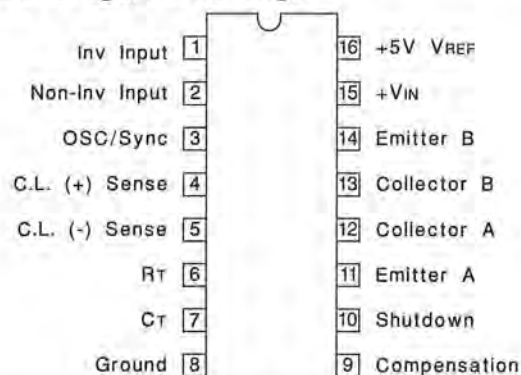 Inv Input 1 16 +5V VREF
Non-Inv Input 2 15 +VIN
OSC/Sync 3 14 Emitter B
C.L. (+) Sense 4 13 Collector B
C.L. (-) Sense 5 12 Collector A
RT 6 11 Emitter A
CT 7 10 Shutdown
Ground 8 9 Compensation